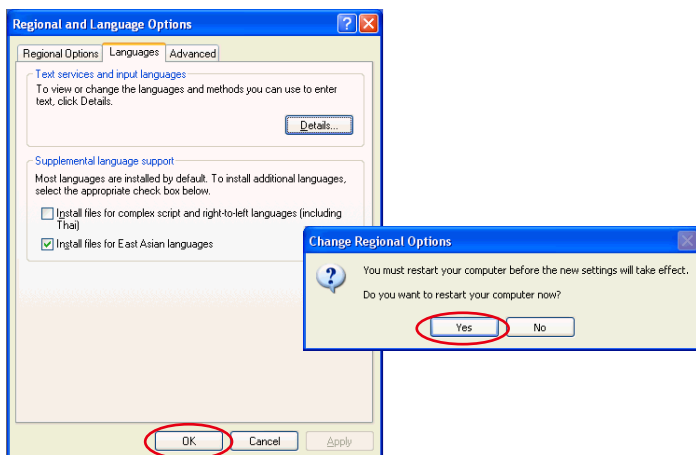 Regional and Language Options
Regional Options Languages Advanced
Text services and input languages
To view or change the languages and methods you can use to enter
text, click Details.
Details...
Supplemental language support
Most languages are installed by default. To install additional languages,
select the appropriate check box below.
Install files for complex script and right-to-left languages (including
Thai)
Install files for East Asian languages
OK Cancel Apply
Change Regional Options
You must restart your computer before the new settings will take effect.
Do you want to restart your computer now?
Yes No